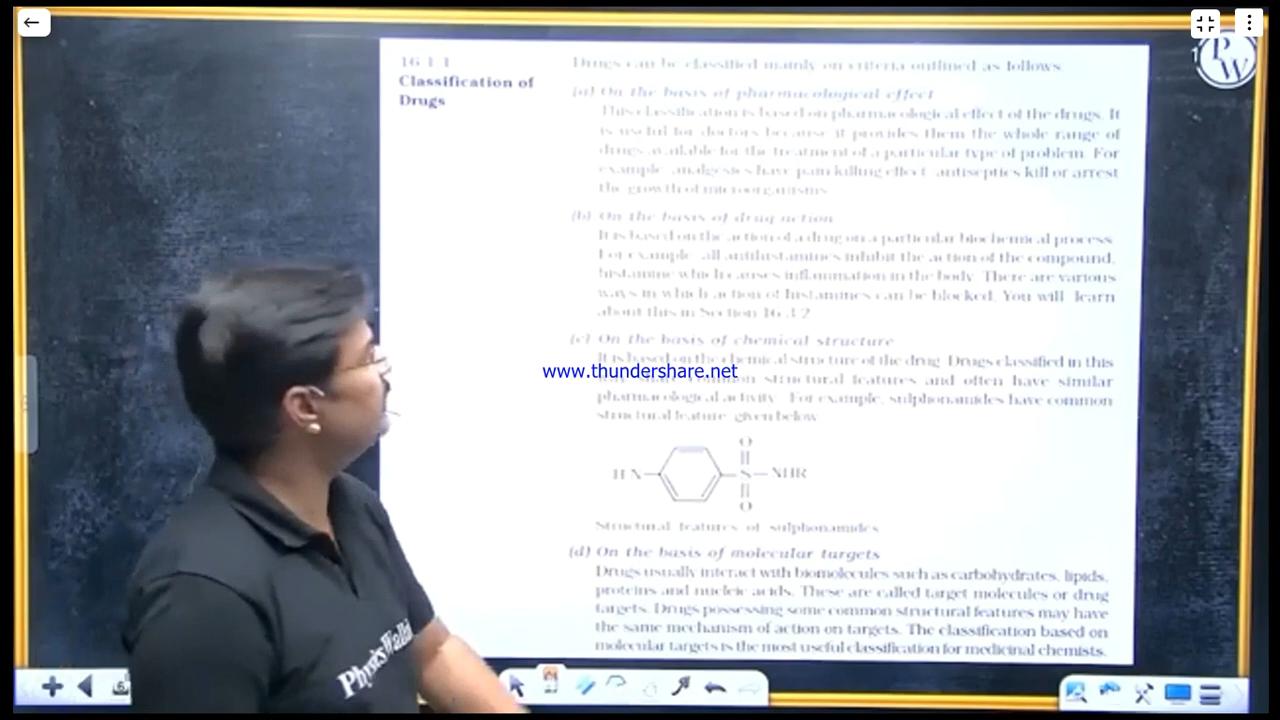 16.1.1
Classification of
Drugs
Drugs can be classified mainly on criteria outlined as follows
(a) On the basis of pharmacological effect
This classification is based on pharmacological effect of the drugs. It
is useful for doctors because it provides them the whole range of
drugs available for the treatment of a particular type of problem. For
example, analgesics have pain killing effect, antiseptics kill or arrest
the growth of microorganisms.
(b) On the basis of drug action
It is based on the action of a drug on a particular biochemical process.
For example, all antihistamines inhibit the action of the compound,
histamine which causes inflammation in the body. There are various
ways in which action of histamines can be blocked. You will learn
about this in Section 16.3.2.
(c) On the basis of chemical structure
It is based on the chemical structure of the drug. Drugs classified in this
www.thundershare.net
way share common structural features and often have similar
pharmacological activity. For example, sulphonamides have common
structural feature, given below.
O
H N
S
NHR
O
Structural features of sulphonamides
(d) On the basis of molecular targets
Drugs usually interact with biomolecules such as carbohydrates, lipids,
proteins and nucleic acids. These are called target molecules or drug
targets. Drugs possessing some common structural features may have
the same mechanism of action on targets. The classification based on
molecular targets is the most useful classification for medicinal chemists.
PW
PhysicsWallah